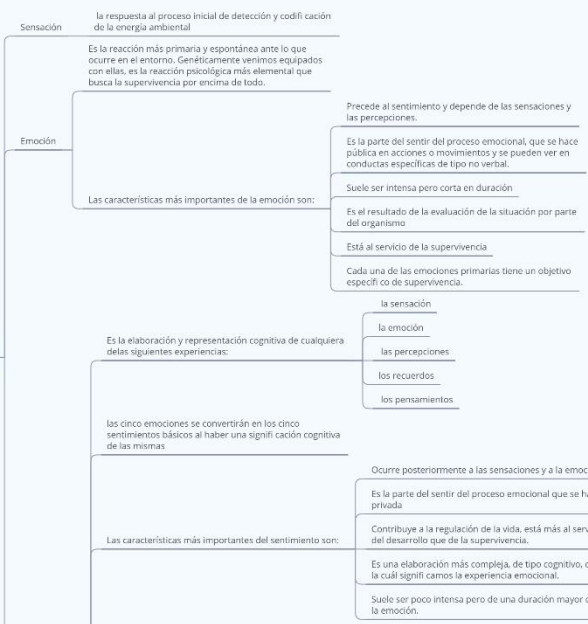 Sensación
la respuesta al proceso inicial de detección y codifi cación
de la energía ambiental
Emoción
Es la reacción más primaria y espontánea ante lo que
ocurre en el entorno. Genéticamente venimos equipados
con ellas, es la reacción psicológica más elemental que
busca la supervivencia por encima de todo.
Las características más importantes de la emoción son:
Precede al sentimiento y depende de las sensaciones y
las percepciones.
Es la parte del sentir del proceso emocional, que se hace
pública en acciones o movimientos y se pueden ver en
conductas específicas de tipo no verbal.
Suele ser intensa pero corta en duración
Es el resultado de la evaluación de la situación por parte
del organismo
Está al servicio de la supervivencia
Cada una de las emociones primarias tiene un objetivo
específi co de supervivencia.
Es la elaboración y representación cognitiva de cualquiera
delas siguientes experiencias:
la sensación
la emoción
las percepciones
los recuerdos
los pensamientos
las cinco emociones se convertirán en los cinco
sentimientos básicos al haber una signifi cación cognitiva
de las mismas
Las características más importantes del sentimiento son:
Ocurre posteriormente a las sensaciones y a la emoc
Es la parte del sentir del proceso emocional que se ha
privada
Contribuye a la regulación de la vida, está más al serv
del desarrollo que de la supervivencia.
Es una elaboración más compleja, de tipo cognitivo,
la cuál signifi camos la experiencia emocional.
Suele ser poco intensa pero de una duración mayor
la emoción.